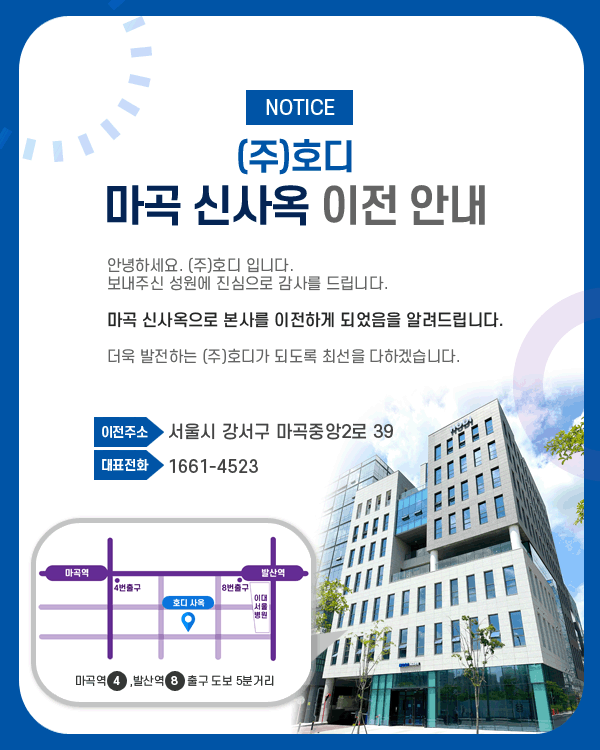 NOTICE
(주)호디
마곡 신사옥 이전 안내
안녕하세요. (주)호디 입니다.
보내주신 성원에 진심으로 감사를 드립니다.
마곡 신사옥으로 본사를 이전하게 되었음을 알려드립니다.
더욱 발전하는 (주)호디가 되도록 최선을 다하겠습니다.
이전주소 서울시 강서구 마곡중앙2로 39
대표전화 1661-4523
마곡역 발산역
4번출구 8번출구
호디 사옥
이대
서울
병원
마곡역 4 ,발산역 8 출구 도보 5분거리